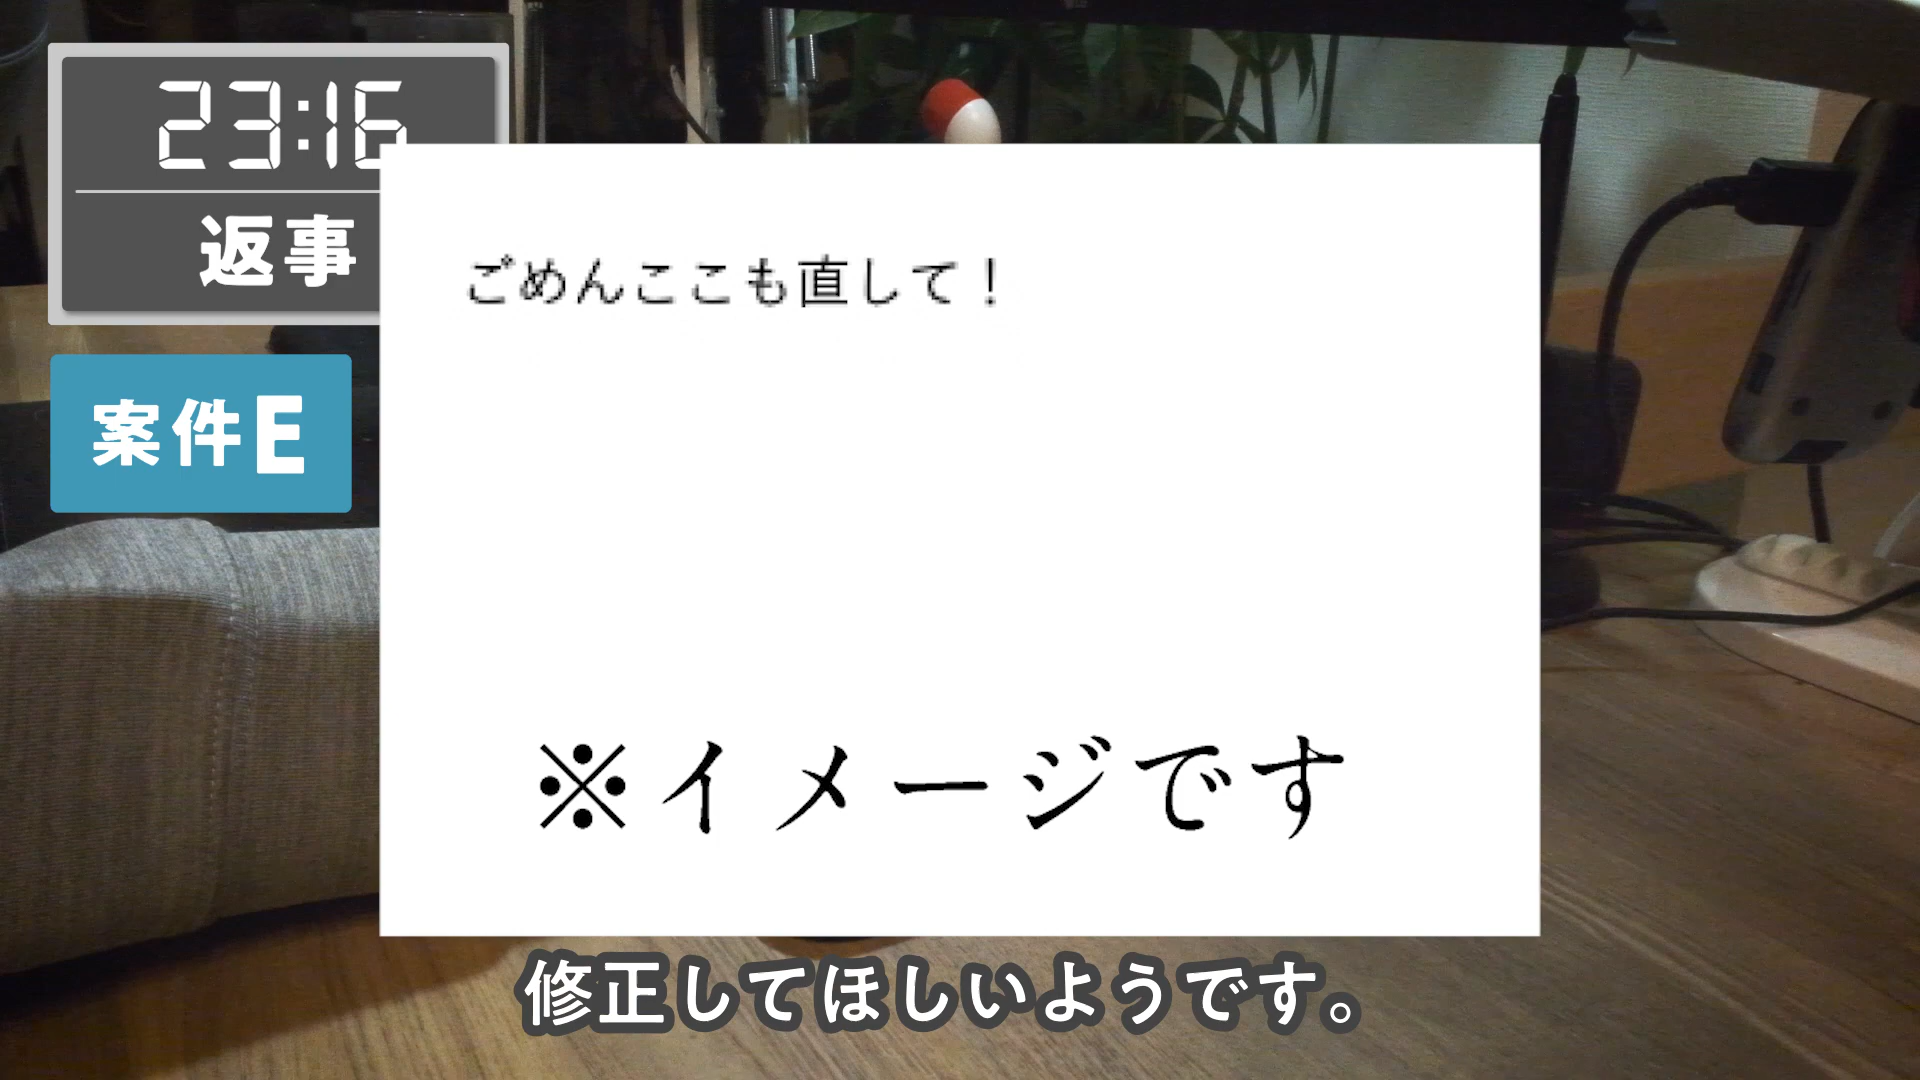 23:16
返事
案件E
ごめんここも直して！
※イメージです
修正してほしいようです。